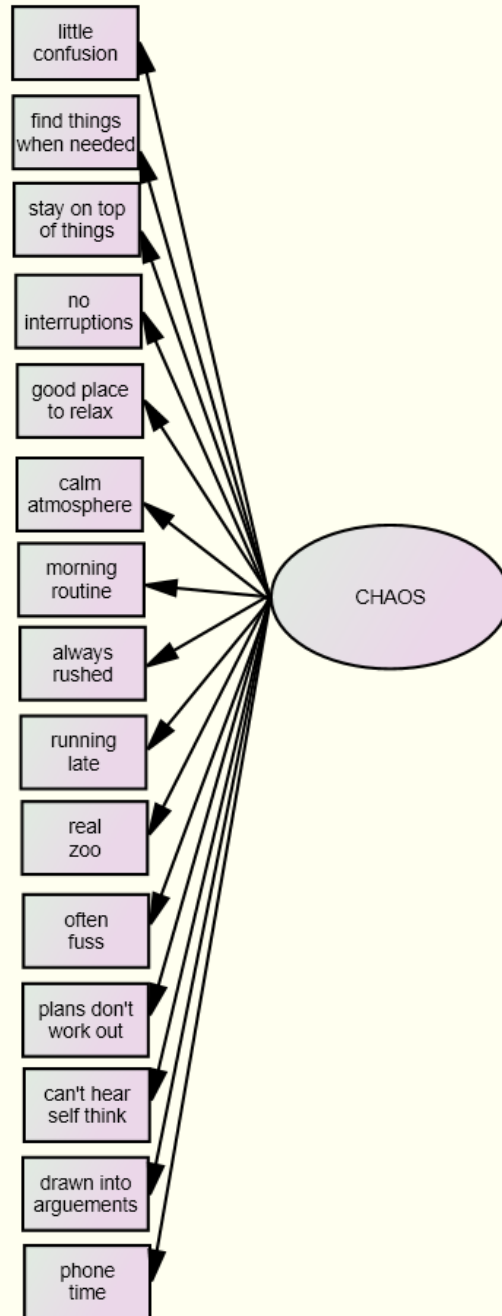 little
confusion
find things
when needed
stay on top
of things
no
interruptions
good place
to relax
calm
atmosphere
morning
routine
always
rushed
running
late
real
zoo
often
fuss
plans don't
work out
can't hear
self think
drawn into
arguements
phone
time
CHAOS